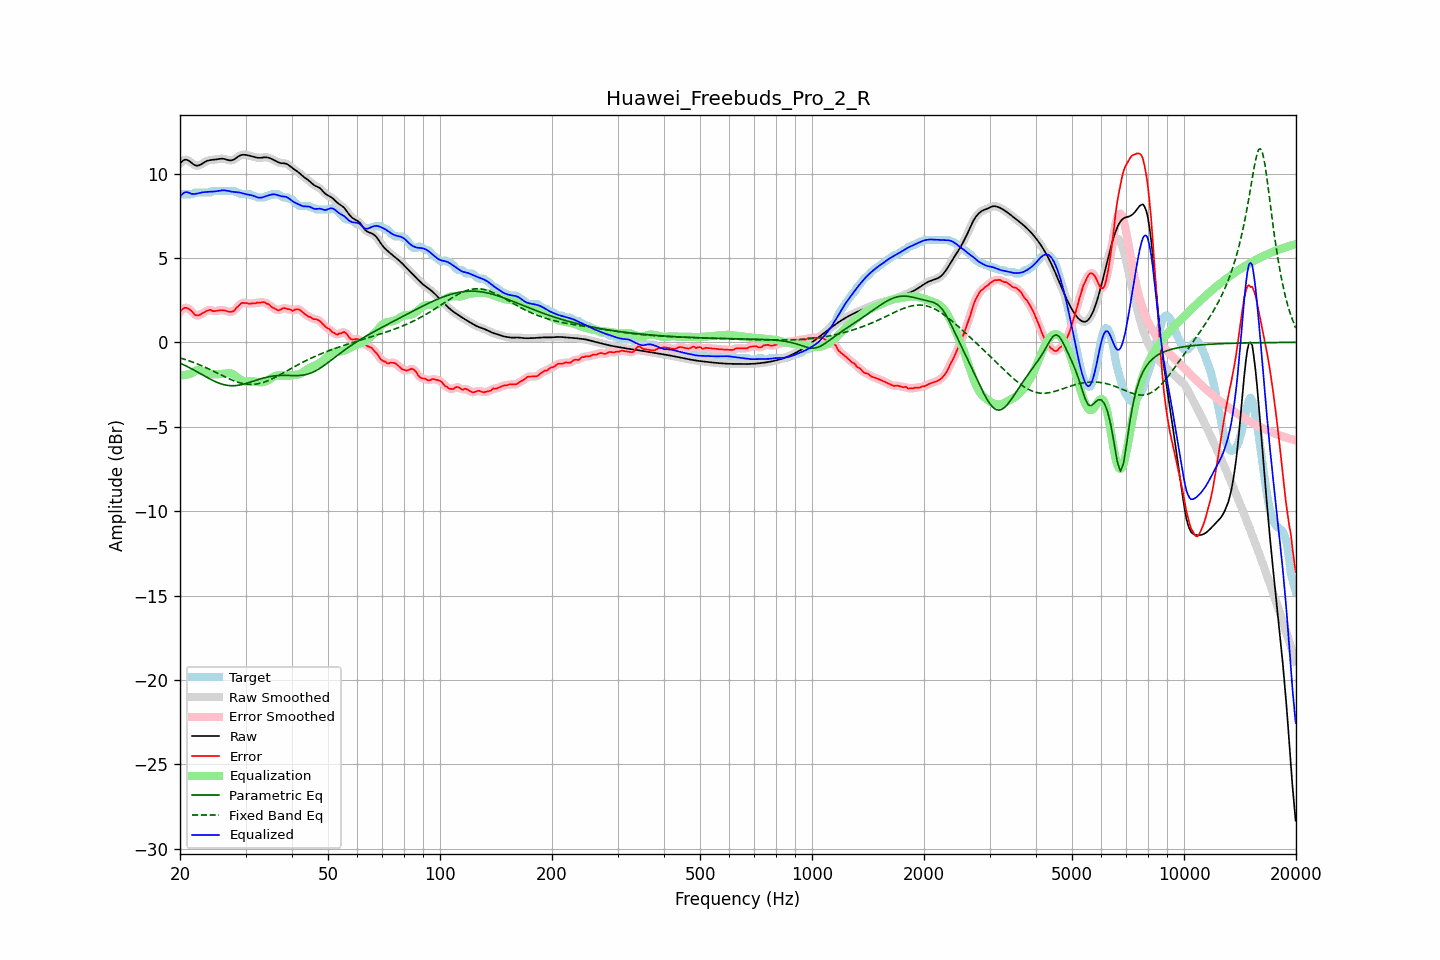 Huawei_Freebuds_Pro_2_R
Amplitude (dBr)
10
5
0
−5
−10
−15
−20
−25
−30
Target
Raw Smoothed
Error Smoothed
Raw
Error
Equalization
Parametric Eq
Fixed Band Eq
Equalized
20 50 100 200 500 1000 2000 5000 10000 20000
Frequency (Hz)